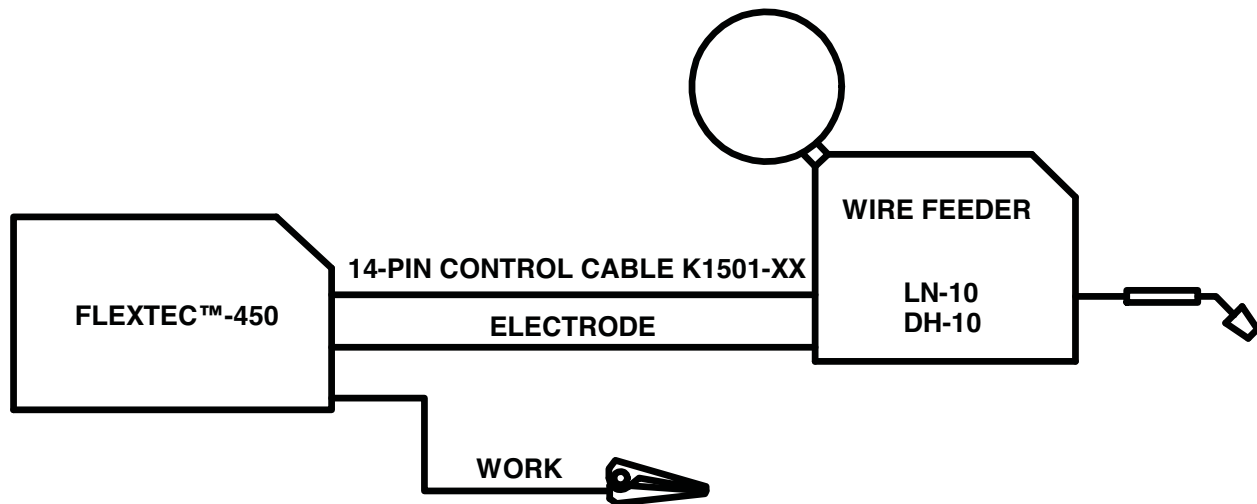 WIRE FEEDER
14-PIN CONTROL CABLE K1501-XX
LN-10
FLEXTEC™-450
ELECTRODE
DH-10
WORK